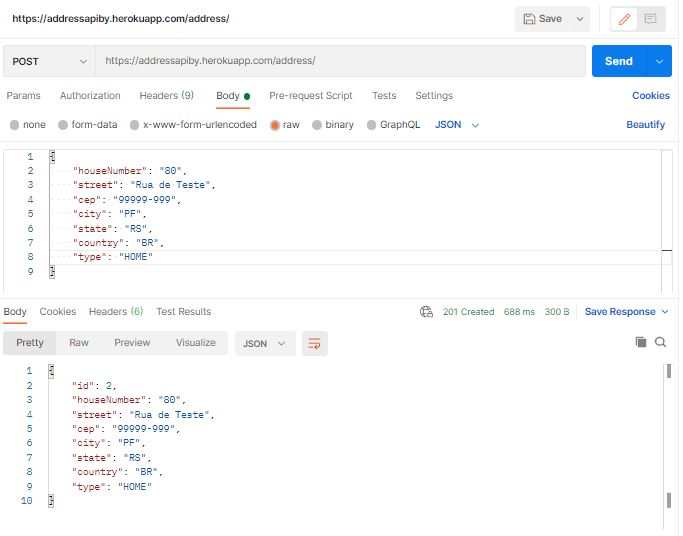 https://addressapiby.herokuapp.com/address/ Save
POST https://addressapiby.herokuapp.com/address/ Send
Params Authorization Headers (9) Body Pre-request Script Tests Settings Cookies
none form-data x-www-form-urlencoded raw binary GraphQL JSON Beautify
1 {
2 "houseNumber": "80",
3 "street": "Rua de Teste",
4 "cep": "99999-999",
5 "city": "PF",
6 "state": "RS",
7 "country": "BR",
8 "type": "HOME"
9 }
Body Cookies Headers (6) Test Results 201 Created 688 ms 300 B Save Response
Pretty Raw Preview Visualize JSON
1 {
2 "id": 2,
3 "houseNumber": "80",
4 "street": "Rua de Teste",
5 "cep": "99999-999",
6 "city": "PF",
7 "state": "RS",
8 "country": "BR",
9 "type": "HOME"
10 }